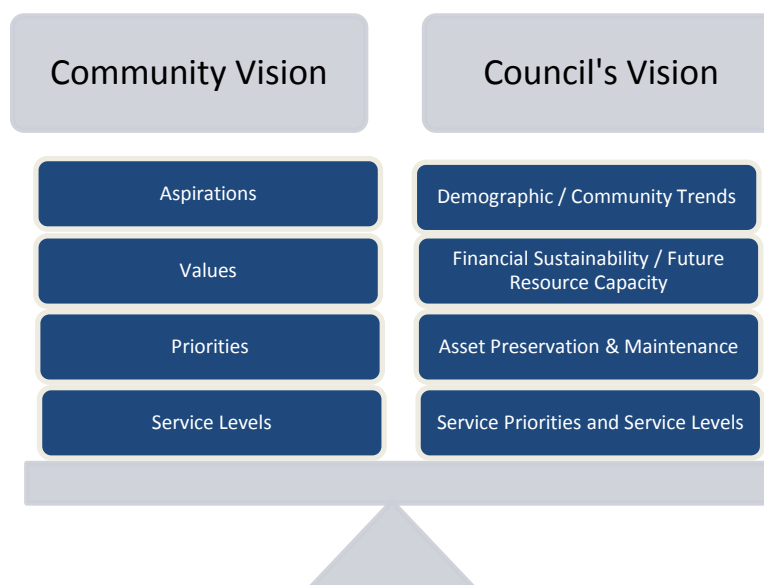 Community Vision
Aspirations
Values
Priorities
Service Levels
Council's Vision
Demographic / Community Trends
Financial Sustainability / Future
Resource Capacity
Asset Preservation & Maintenance
Service Priorities and Service Levels